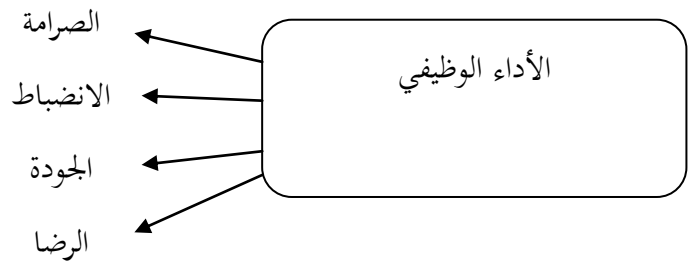 الأداء الوظيفي
الصرامة
الانضباط
الجودة
الرضا